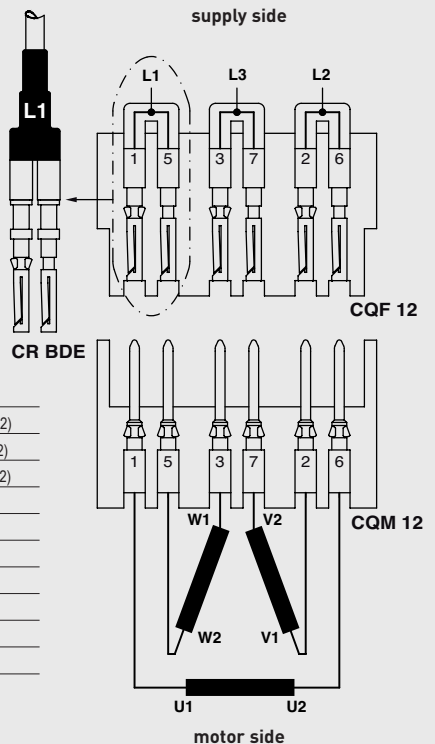 supply side
L1
L1 L3 L2
1 5 3 7 2 6
CQF 12
CR BDE
2)
2)
2)
1 5 3 7 2 6
CQM 12
W1 V2
W2 V1
U1 U2
motor side